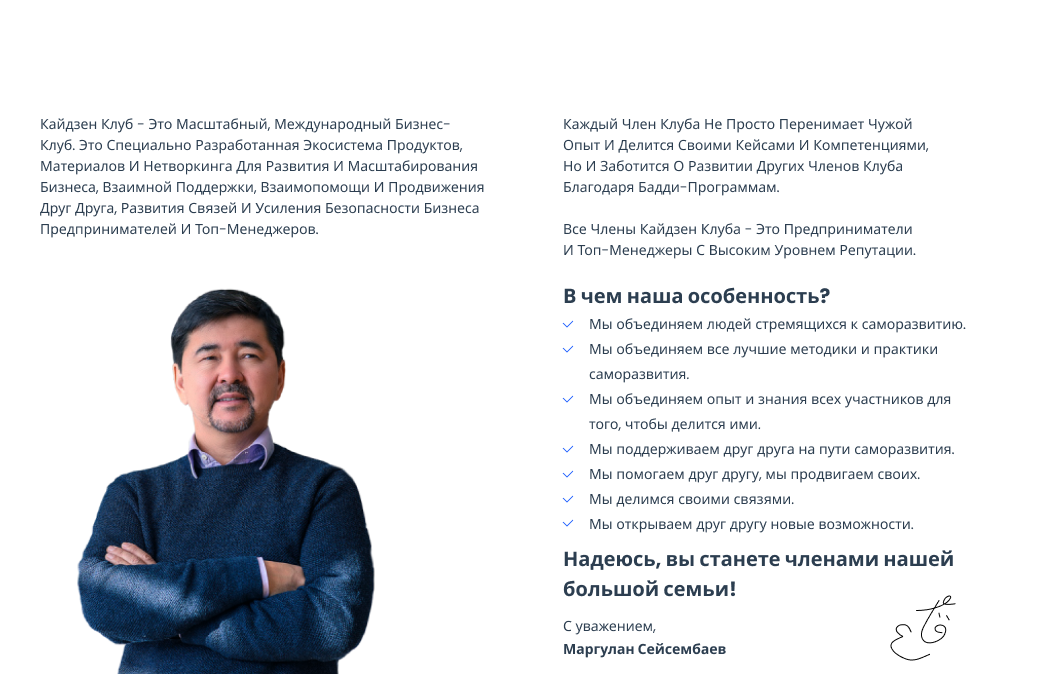 Кайдзен Клуб – Это Масштабный, Международный Бизнес-
Клуб. Это Специально Разработанная Экосистема Продуктов,
Материалов И Нетворкинга Для Развития И Масштабирования
Бизнеса, Взаимной Поддержки, Взаимопомощи И Продвижения
Друг Друга, Развития Связей И Усиления Безопасности Бизнеса
Предпринимателей И Топ-Менеджеров.
Каждый Член Клуба Не Просто Перенимает Чужой
Опыт И Делится Своими Кейсами И Компетенциями,
Но И Заботится О Развитии Других Членов Клуба
Благодаря Бадди-Программам.
Все Члены Кайдзен Клуба – Это Предприниматели
И Топ-Менеджеры С Высоким Уровнем Репутации.
В чем наша особенность?
Мы объединяем людей стремящихся к саморазвитию.
Мы объединяем все лучшие методики и практики
саморазвития.
Мы объединяем опыт и знания всех участников для
того, чтобы делится ими.
Мы поддерживаем друг друга на пути саморазвития.
Мы помогаем друг другу, мы продвигаем своих.
Мы делимся своими связями.
Мы открываем друг другу новые возможности.
Надеюсь, вы станете членами нашей
большой семьи!
С уважением,
Маргулан Сейсембаев